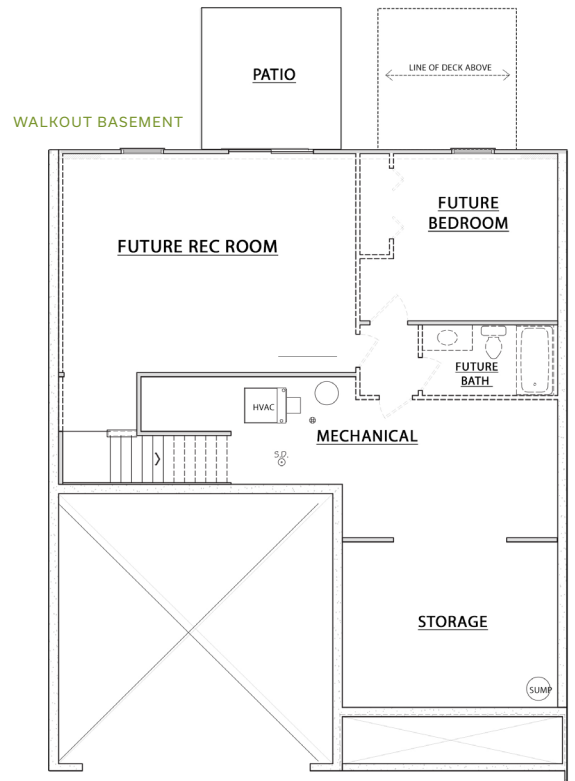 PATIO
LINE OF DECK ABOVE
WALKOUT BASEMENT
FUTURE REC ROOM
FUTURE
BEDROOM
FUTURE
BATH
HVAC
MECHANICAL
S.D.
STORAGE
SUMP